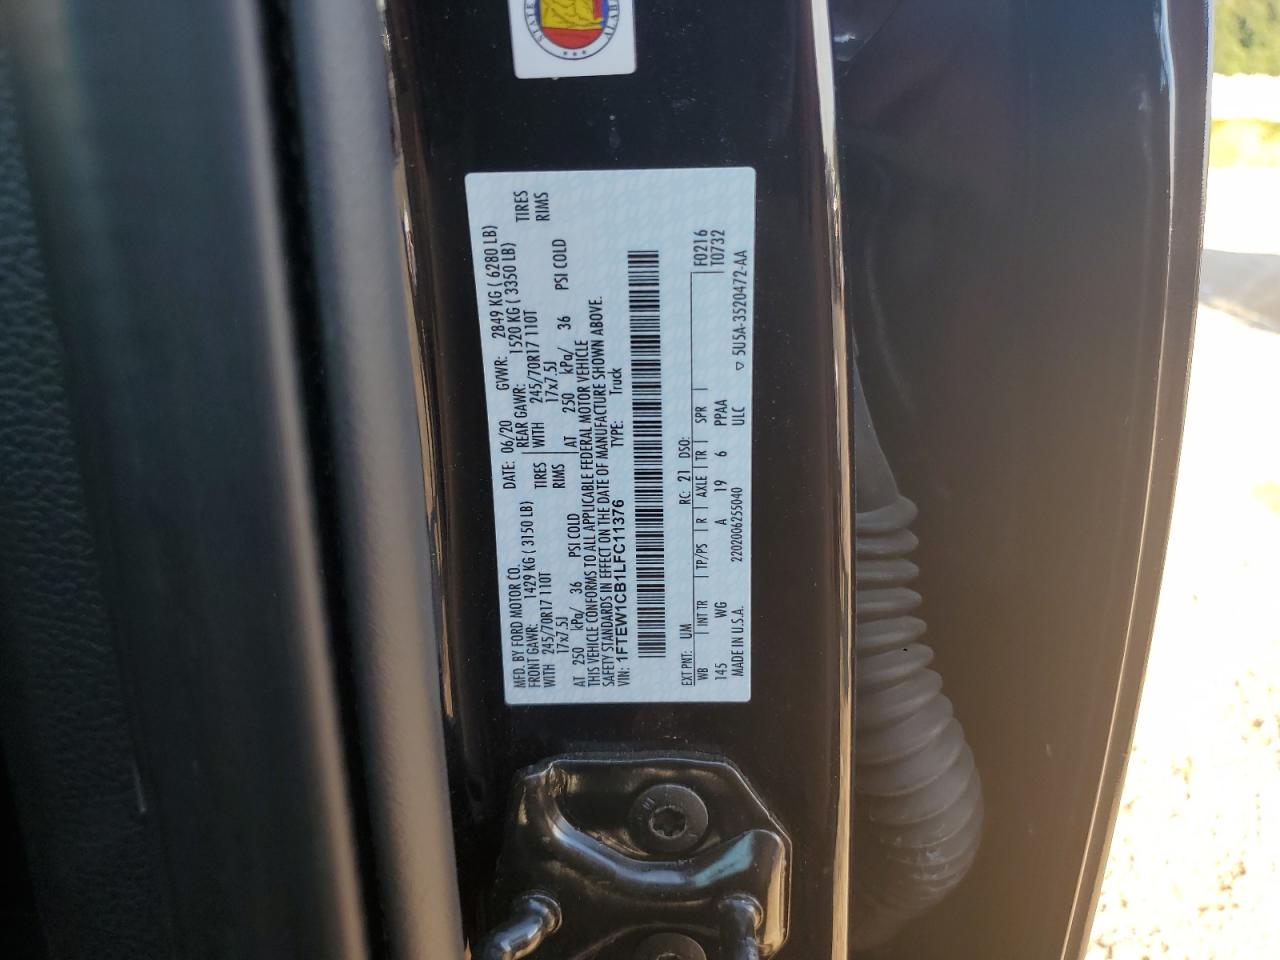 STATE
ALABA
MFD. BY FORD MOTOR CO. DATE: 06/20 GVWR: 2849 KG ( 6280 LB)
FRONT GAWR: 1429 KG ( 3150 LB) REAR GAWR: 1520 KG ( 3350 LB)
WITH 245/70R17 110T TIRES WITH 245/70R17 110T TIRES
17x7.5J RIMS 17x7.5J RIMS
AT 250 kPa/ 36 PSI COLD AT 250 kPa/ 36 PSI COLD
THIS VEHICLE CONFORMS TO ALL APPLICABLE FEDERAL MOTOR VEHICLE
SAFETY STANDARDS IN EFFECT ON THE DATE OF MANUFACTURE SHOWN ABOVE.
VIN: 1FTEW1CB1LFC11376 TYPE: Truck
EXT PNT: UM RC: 21 DSO: F0216
WB INT TR TP/PS R AXLE TR SPR T0732
145 WG A 19 6 PPAA
MADE IN U.S.A. 2202006255040 ULC ▽ 5U5A-3520472-AA